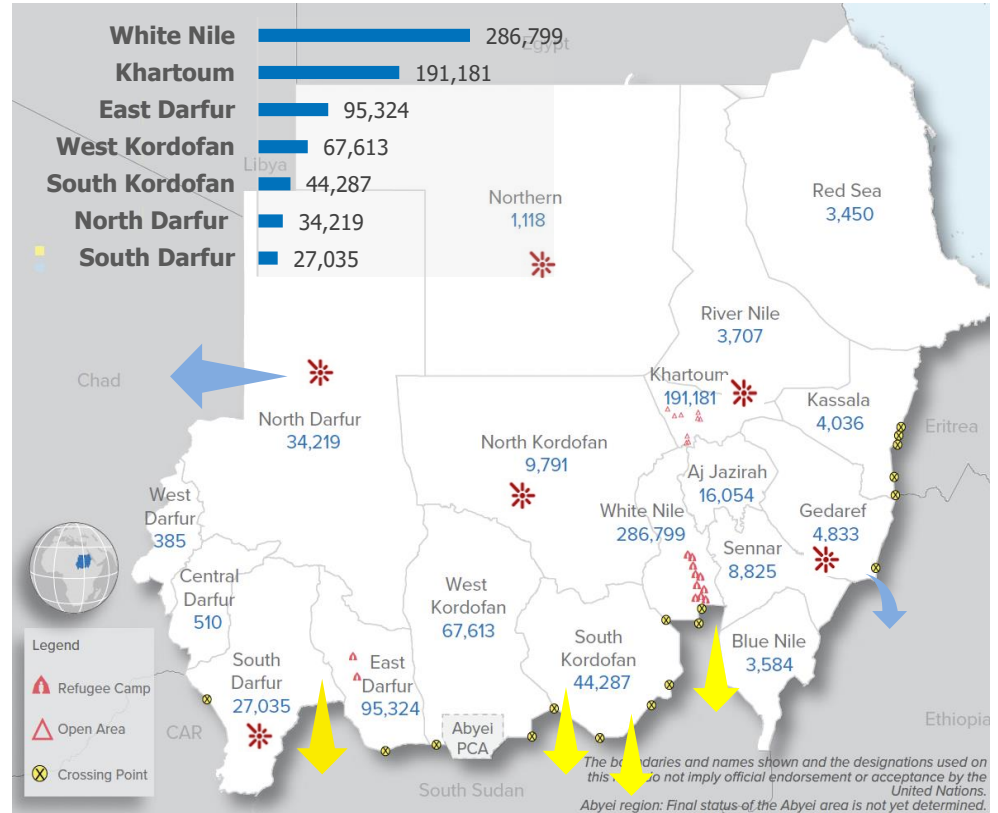 White Nile 286,799
Khartoum 191,181
East Darfur 95,324
West Kordofan 67,613
South Kordofan 44,287
North Darfur 34,219
South Darfur 27,035
Egypt
Libya
Northern
1,118
Red Sea
3,450
River Nile
3,707
Chad
Khartoum
191,181
Kassala
4,036
Eritrea
North Darfur
34,219
North Kordofan
9,791
Aj Jazirah
16,054
West
Darfur
385
White Nile
286,799
Gedaref
4,833
Sennar
8,825
Central
Darfur
510
West
Kordofan
67,613
South
Kordofan
44,287
Blue Nile
3,584
South
Darfur
27,035
East
Darfur
95,324
Abyei
PCA
CAR
South Sudan
Ethiopia
Legend
Refugee Camp
Open Area
Crossing Point
The boundaries and names shown and the designations used on
this do not imply official endorsement or acceptance by the
United Nations.
Abyei region: Final status of the Abyei area is not yet determined.